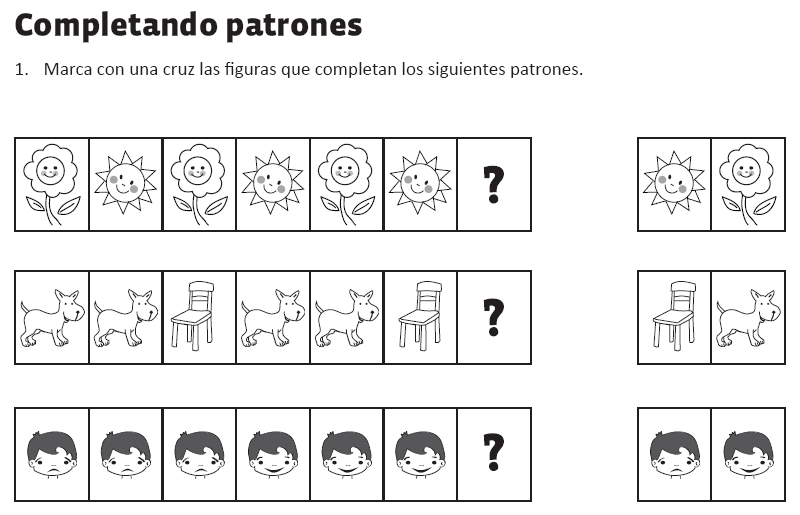 Completando patrones
1. Marca con una cruz las figuras que completan los siguientes patrones.
?
?
?